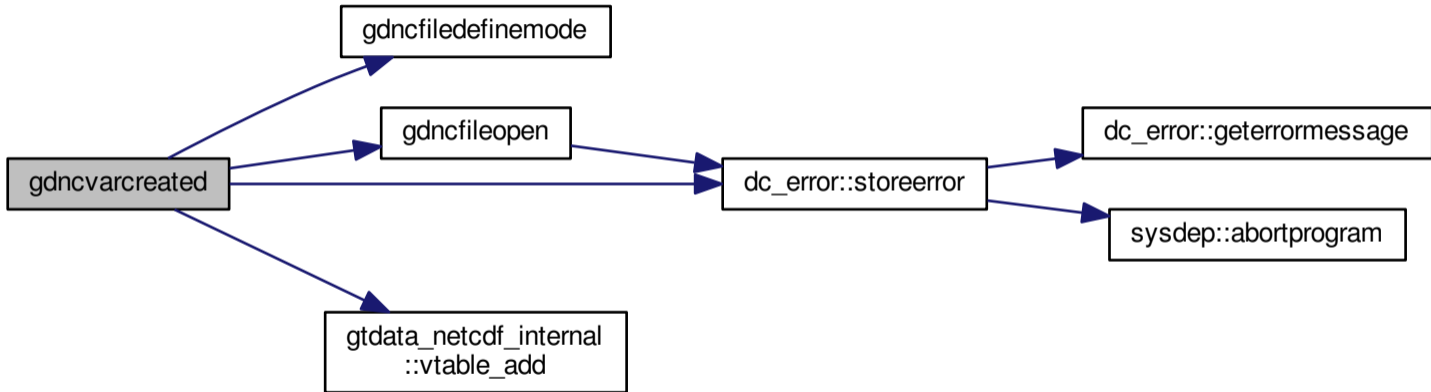 gdncfiledefinemode
gdncfileopen
dc_error::geterrormessage
gdncvarcreated
dc_error::storeerror
sysdep::abortprogram
gtdata_netcdf_internal
::vtable_add